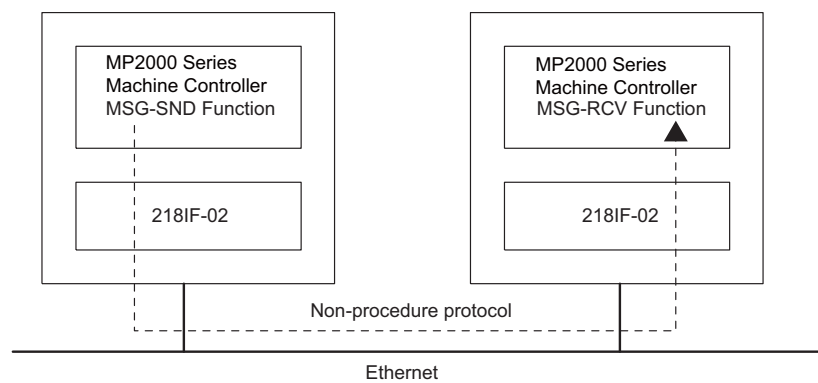 MP2000 Series
Machine Controller
MSG-SND Function
218IF-02
MP2000 Series
Machine Controller
MSG-RCV Function
218IF-02
Non-procedure protocol
Ethernet